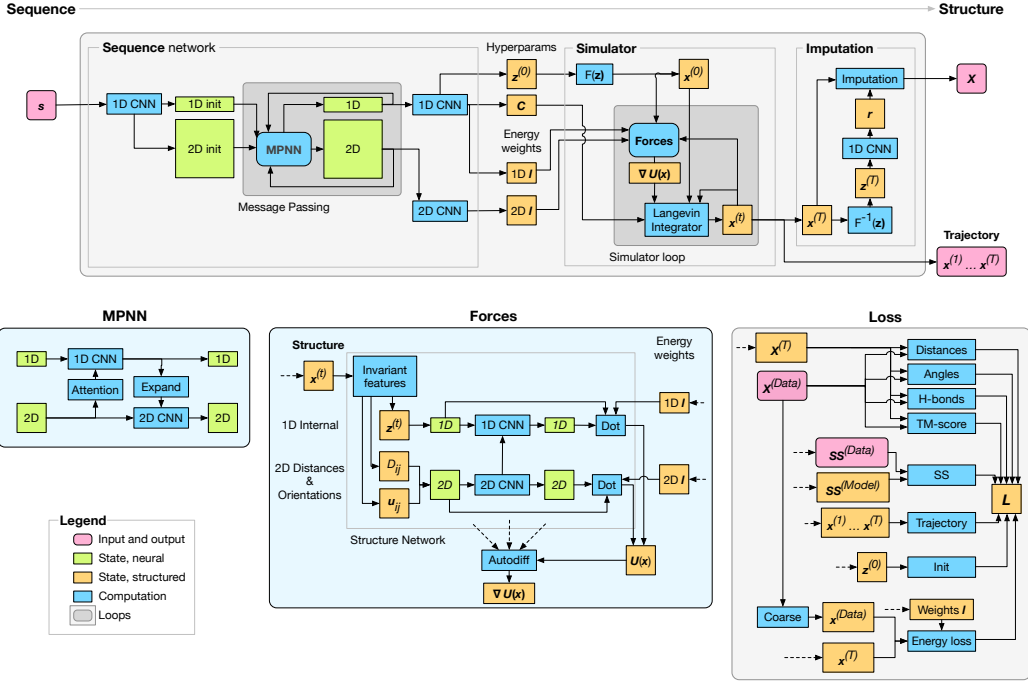 Sequence
Structure
Sequence network
Hyperparams
Simulator
Imputation
s
1D CNN
1D init
2D init
MPNN
1D
2D
Message Passing
1D CNN
2D CNN
z(0)
C
Energy
weights
1D l
2D l
F(z)
x(0)
Forces
∇ U(x)
Langevin
Integrator
x(t)
Simulator loop
Imputation
r
1D CNN
z(T)
x(T)
F-1(z)
X
Trajectory
x(1) ... x(T)
MPNN
1D
1D CNN
1D
Attention
Expand
2D
2D CNN
2D
Legend
Input and output
State, neural
State, structured
Computation
Loops
Forces
Structure
Energy
weights
x(t)
Invariant
features
1D l
1D Internal
z(t)
1D
1D CNN
1D
Dot
2D Distances
&
Orientations
Dij
uij
2D
2D CNN
2D
Dot
2D l
Structure Network
Autodiff
U(x)
∇ U(x)
Loss
X(T)
X(Data)
Distances
Angles
H-bonds
TM-score
SS(Data)
SS(Model)
SS
L
x(1) ... x(T)
Trajectory
z(0)
Init
Coarse
x(Data)
Weights l
Energy loss
x(T)